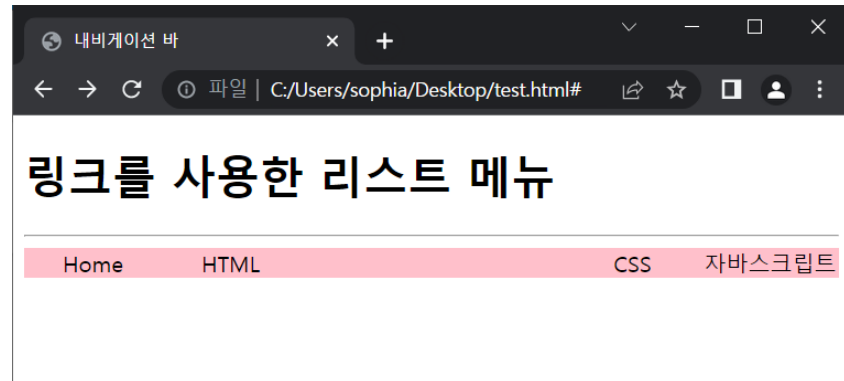 내비게이션 바
파일 | C:/Users/sophia/Desktop/test.html#
링크를 사용한 리스트 메뉴
Home HTML CSS 자바스크립트